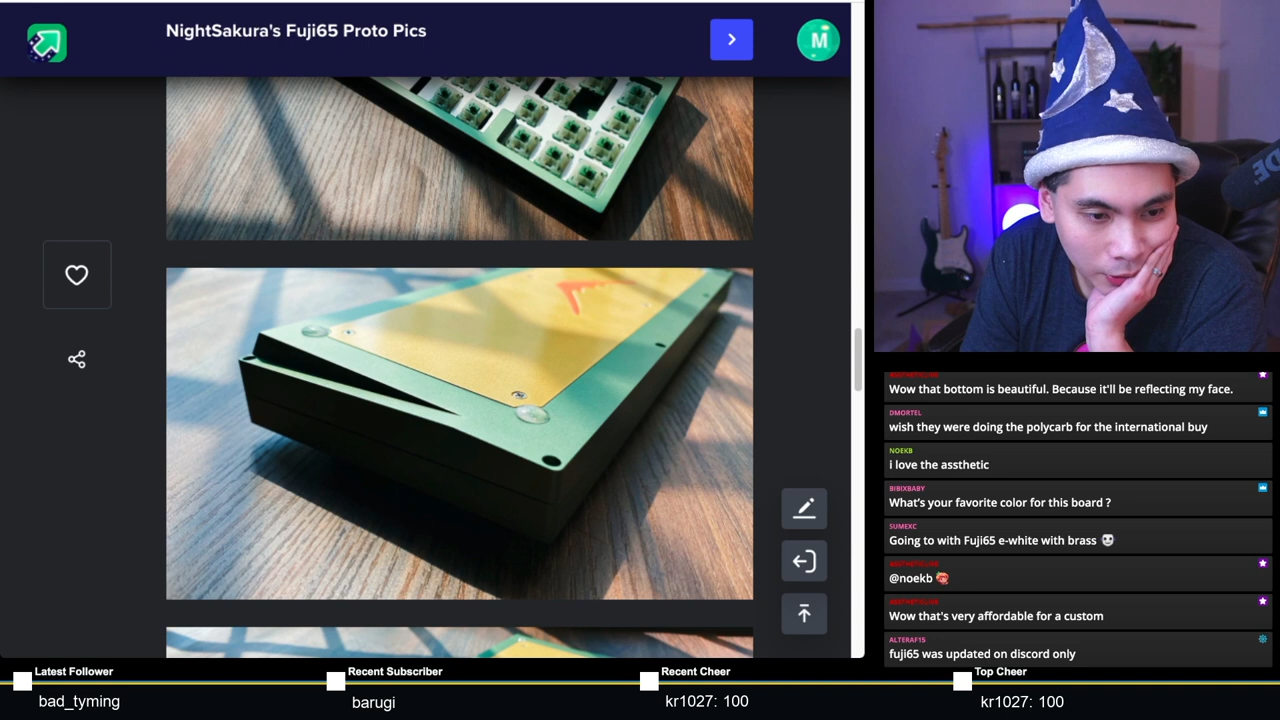 NightSakura's Fuji65 Proto Pics
M
Wow that bottom is beautiful. Because it'll be reflecting my face.
DMORTEL
wish they were doing the polycarb for the international buy
NOEKB
i love the assthetic
BIBIXBABY
What's your favorite color for this board ?
SUMEXC
Going to with Fuji65 e-white with brass
@noekb
Wow that's very affordable for a custom
ALTERAF15
fuji65 was updated on discord only
Latest Follower
bad_tyming
Recent Subscriber
barugi
Recent Cheer
kr1027: 100
Top Cheer
kr1027: 100